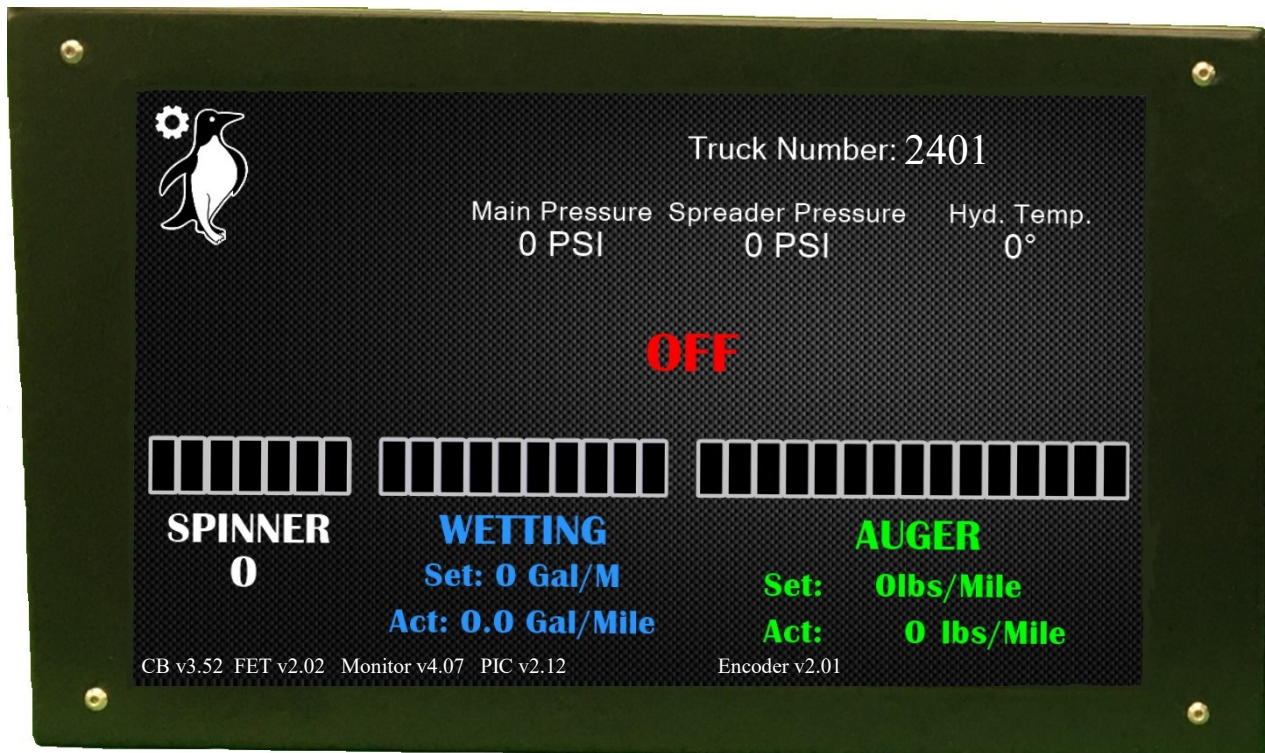 Truck Number: 2401
Main Pressure Spreader Pressure Hyd. Temp.
0 PSI 0 PSI 0°
OFF
SPINNER
0
WETTING
Set: 0 Gal/M
Act: 0.0 Gal/Mile
AUGER
Set: 0lbs/Mile
Act: 0 lbs/Mile
CB v3.52 FET v2.02 Monitor v4.07 PIC v2.12 Encoder v2.01